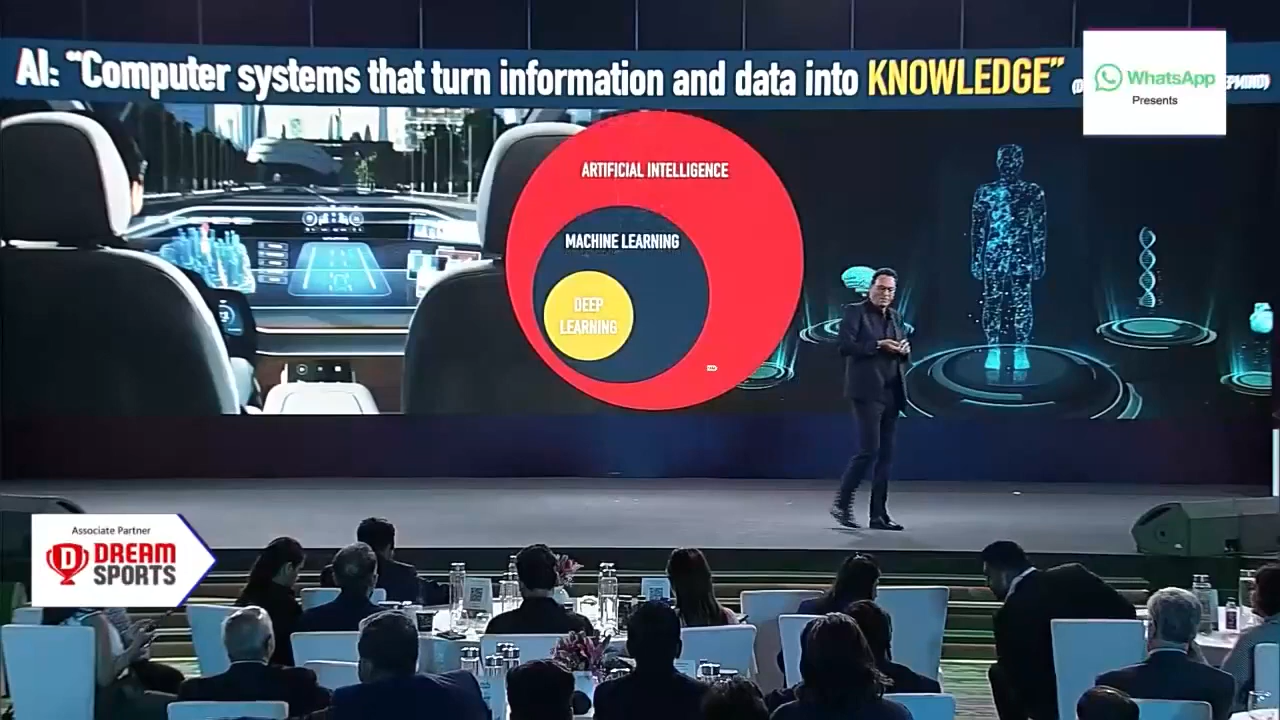 AI: “Computer systems that turn information and data into KNOWLEDGE”
WhatsApp
Presents
ARTIFICIAL INTELLIGENCE
MACHINE LEARNING
DEEP
LEARNING
Associate Partner
DREAM
SPORTS